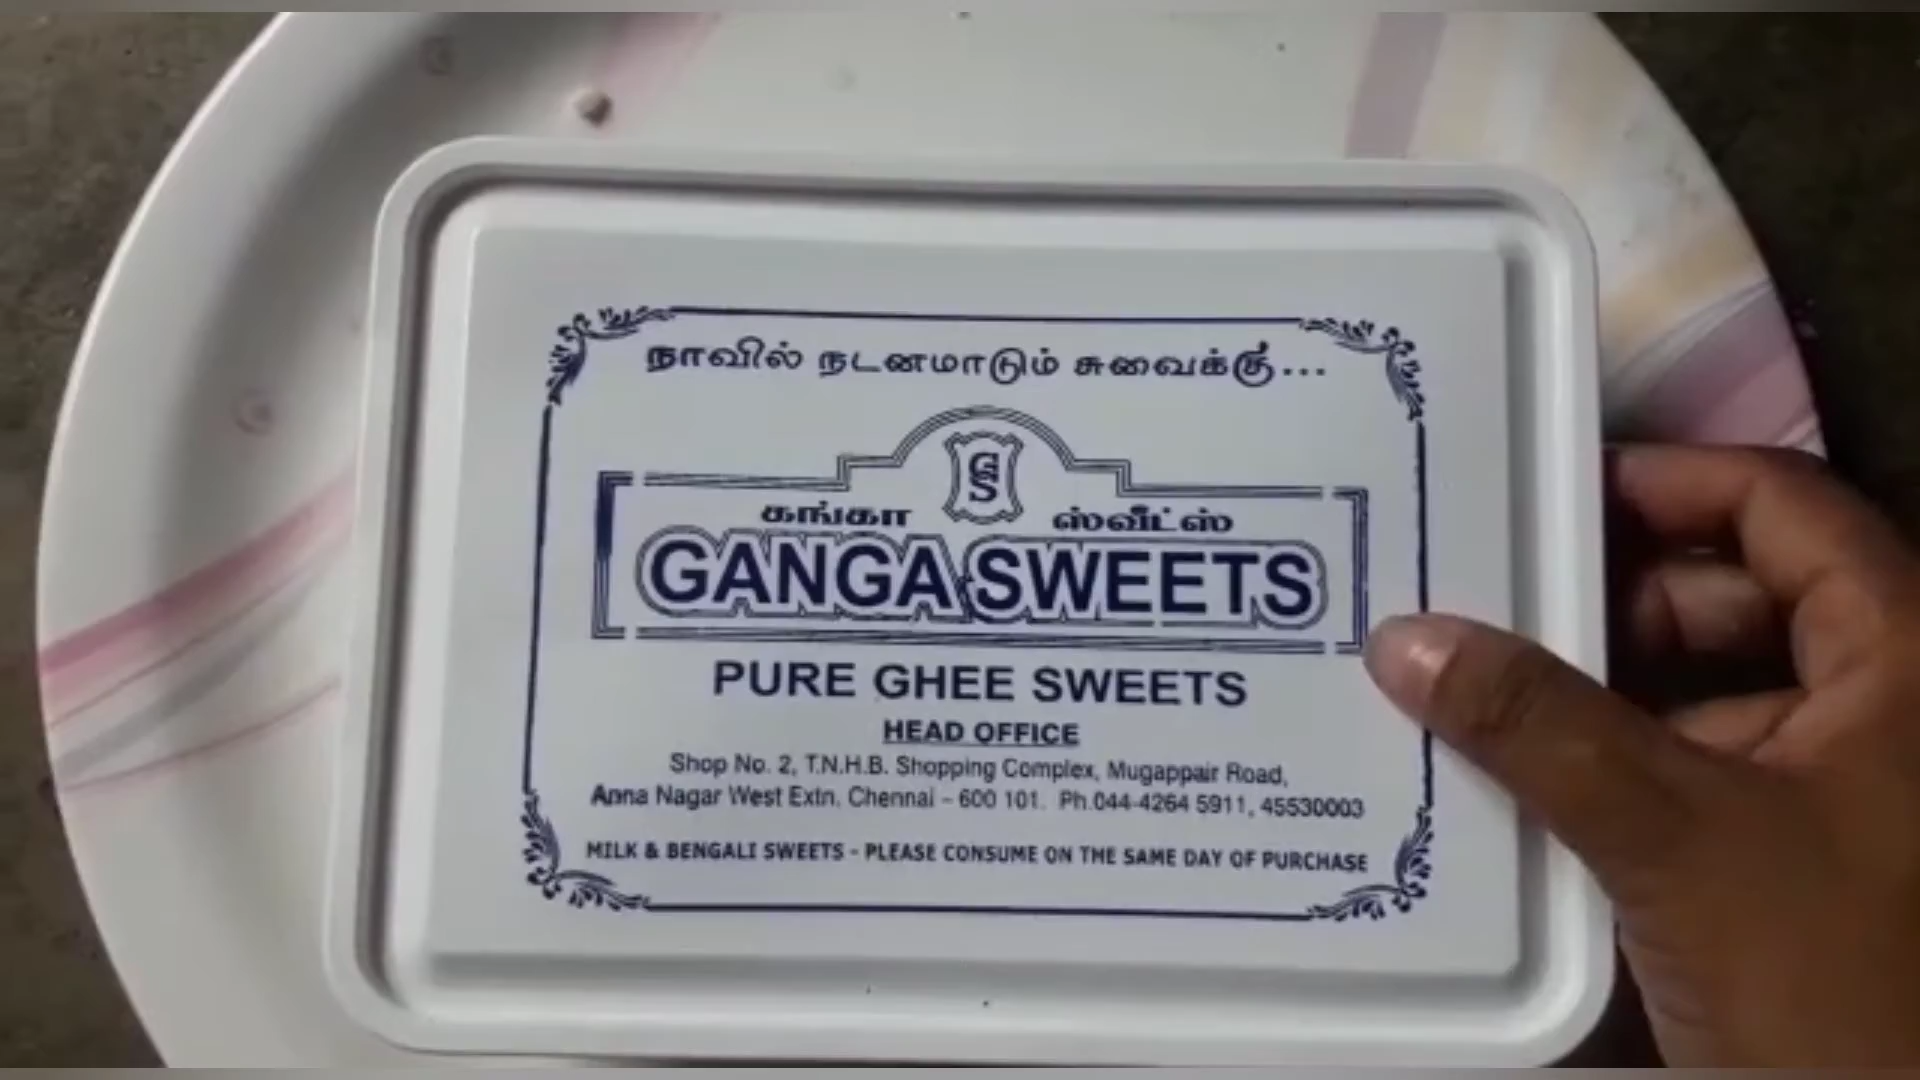 நாவில் நடனமாடும் சுவைக்கு...
GS
கங்கா ஸ்வீட்ஸ்
GANGA SWEETS
PURE GHEE SWEETS
HEAD OFFICE
Shop No. 2, T.N.H.B. Shopping Complex, Mugappair Road,
Anna Nagar West Extn, Chennai - 600 101. Ph.044-4264 5911, 45530003
MILK & BENGALI SWEETS - PLEASE CONSUME ON THE SAME DAY OF PURCHASE